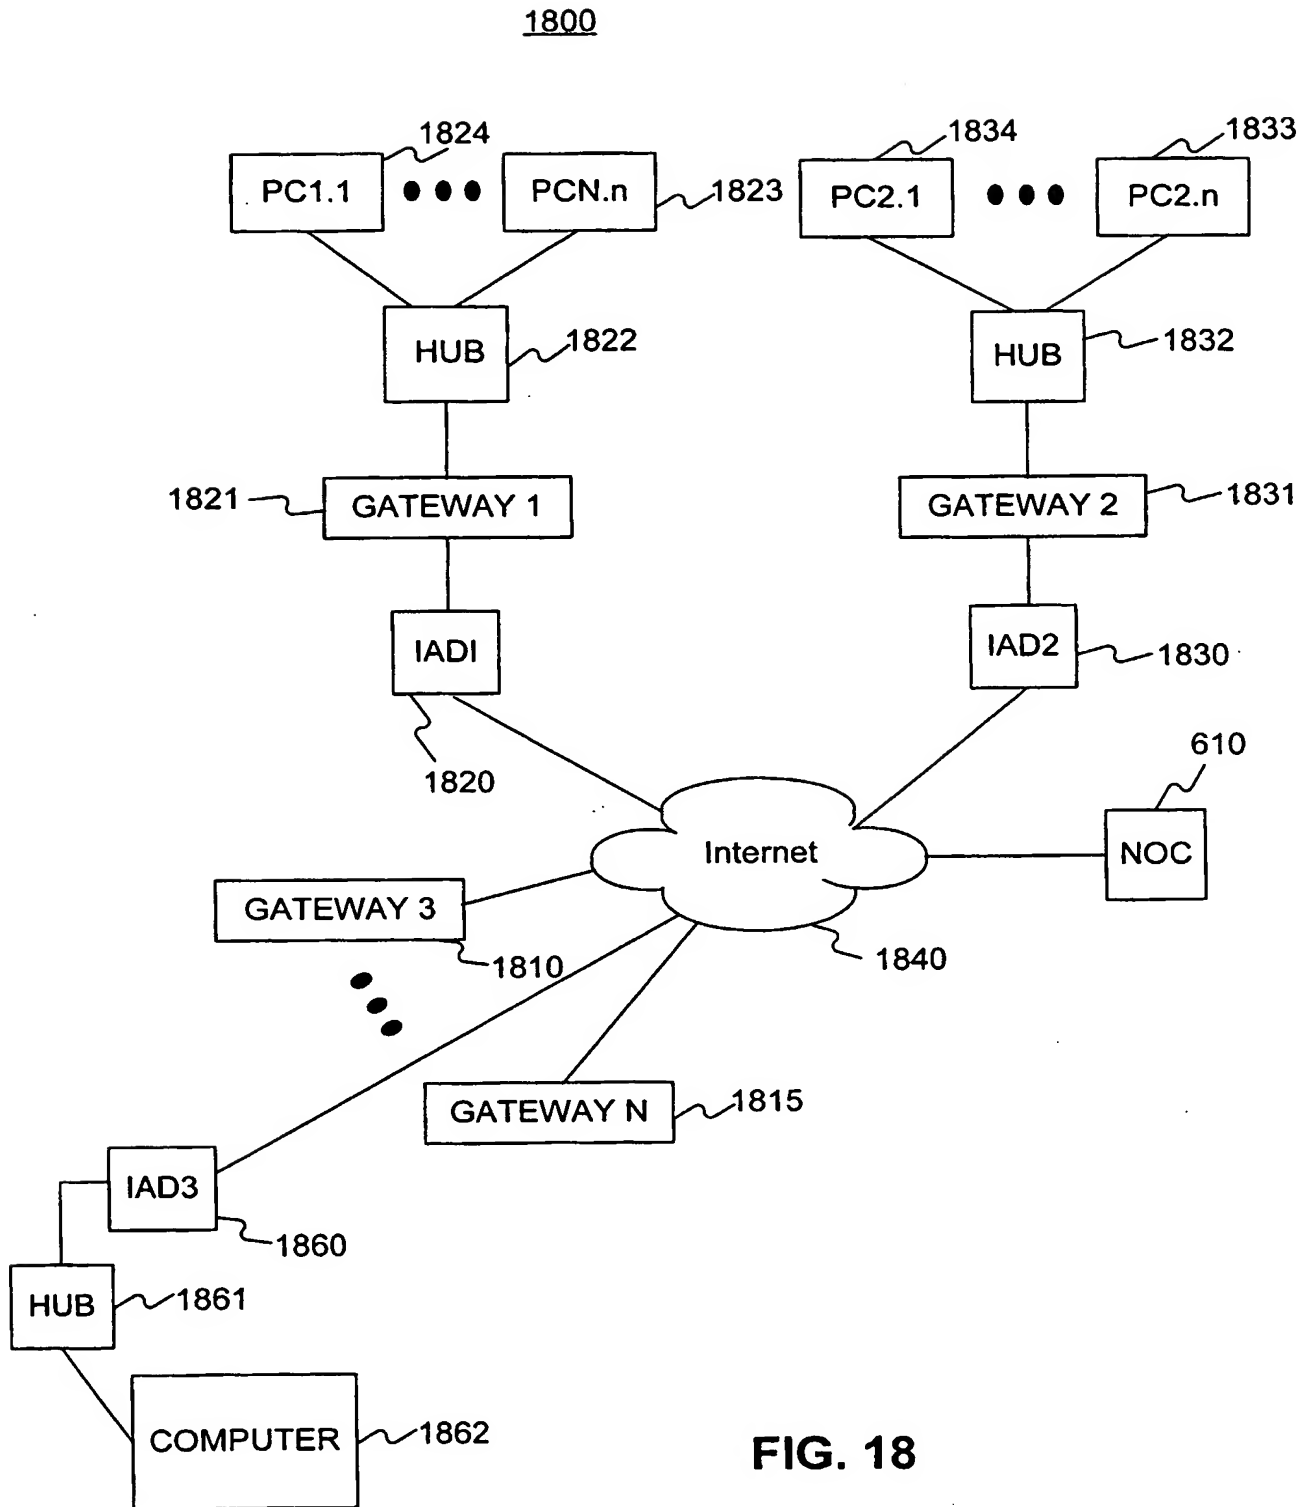 1800
1824
1834
1833
PC1.1
PCN.n
1823
PC2.1
PC2.n
HUB
1822
HUB
1832
1821
GATEWAY 1
GATEWAY 2
1831
IADI
IAD2
1830
1820
610
Internet
NOC
GATEWAY 3
1810
1840
GATEWAY N
1815
IAD3
1860
HUB
1861
COMPUTER
1862
FIG. 18